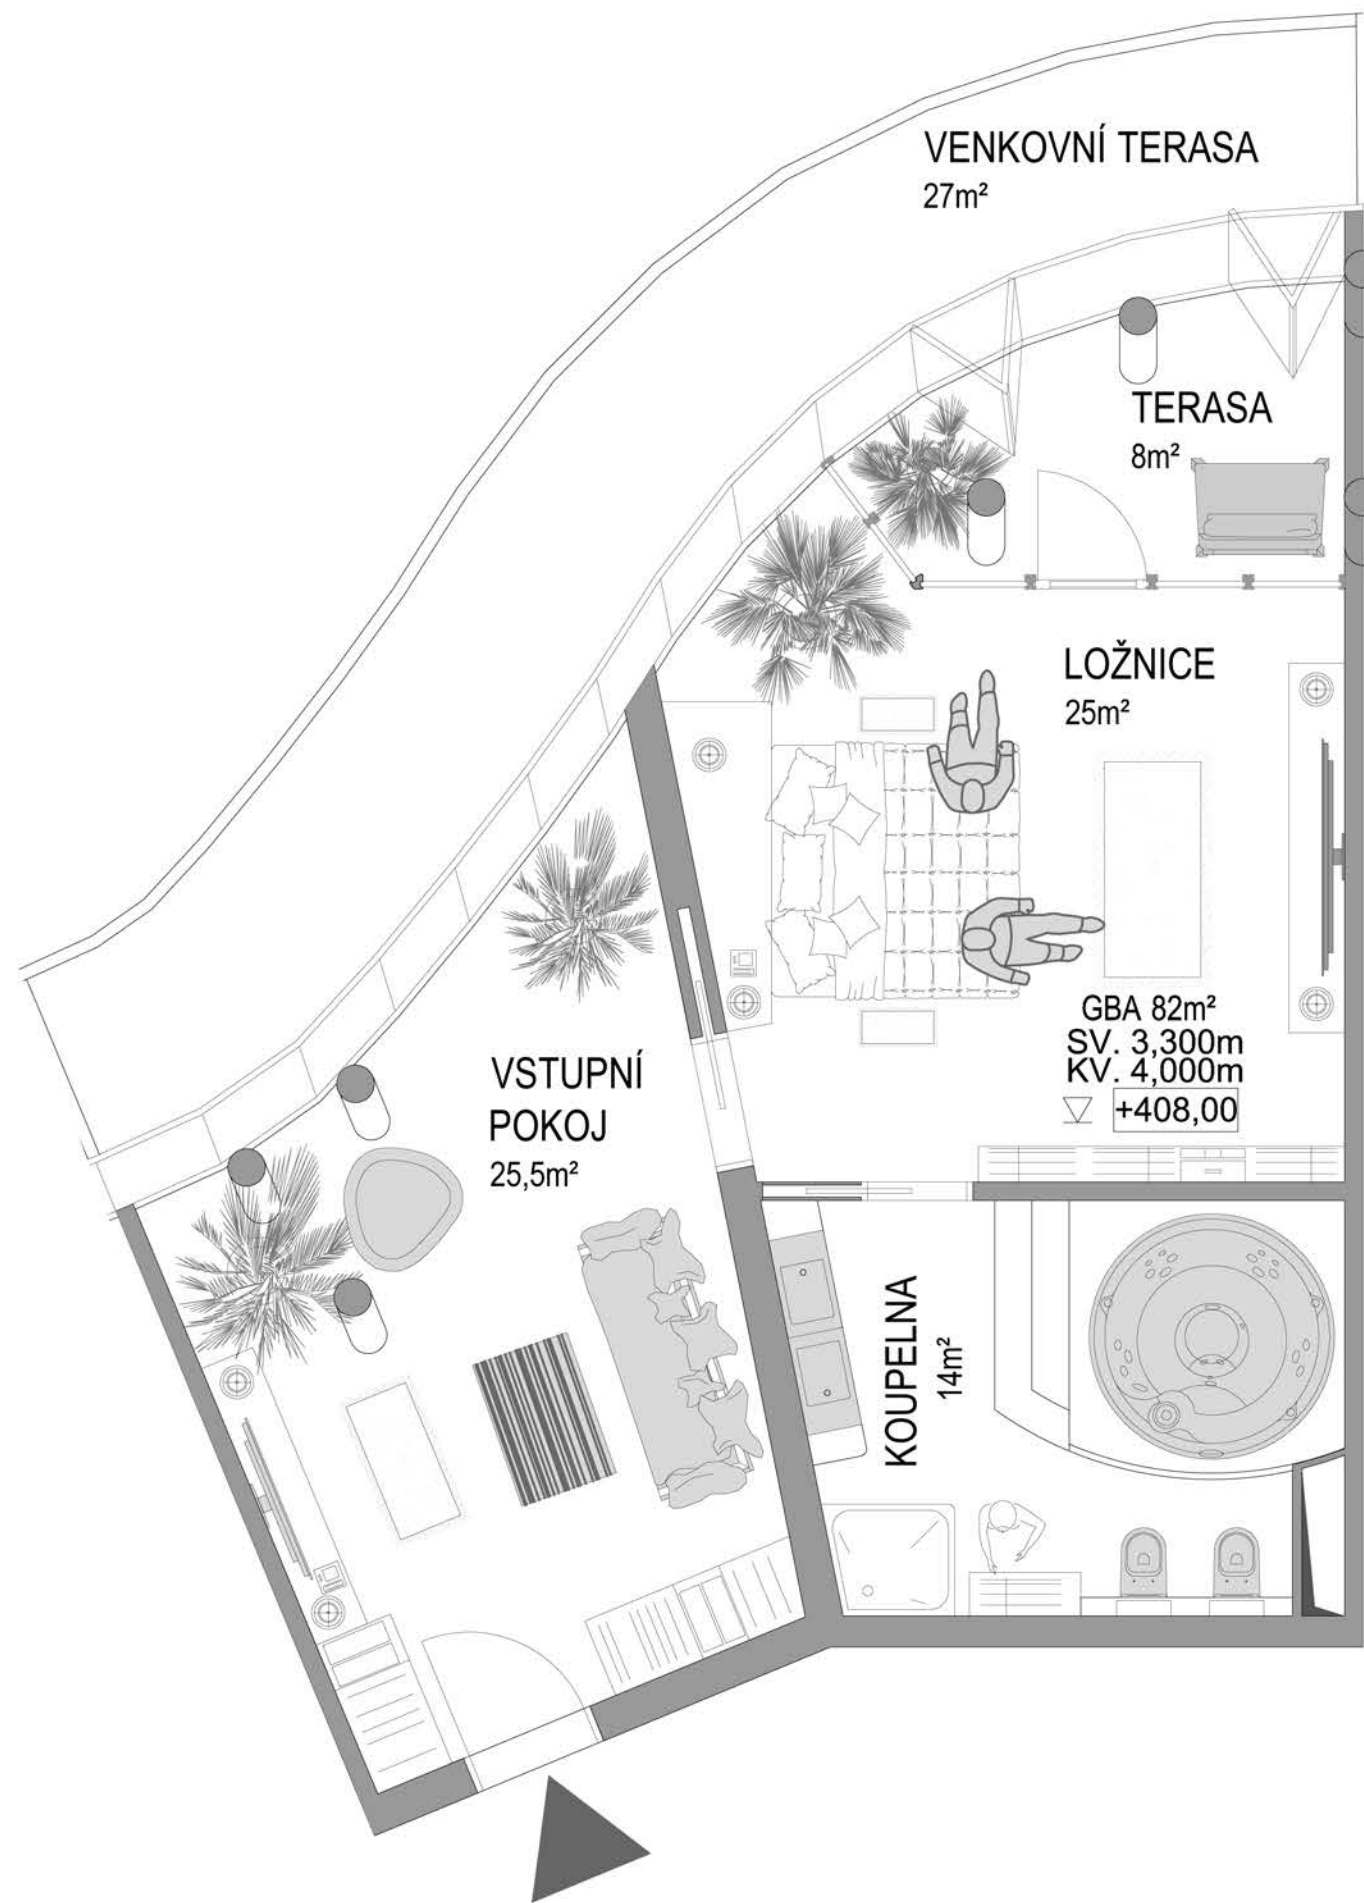 VENKOVNÍ TERASA
27m²
TERASA
8m²
LOŽNICE
25m²
GBA 82m²
SV. 3,300m
KV. 4,000m
+408,00
VSTUPNÍ
POKOJ
25,5m²
KOUPELNA
14m²